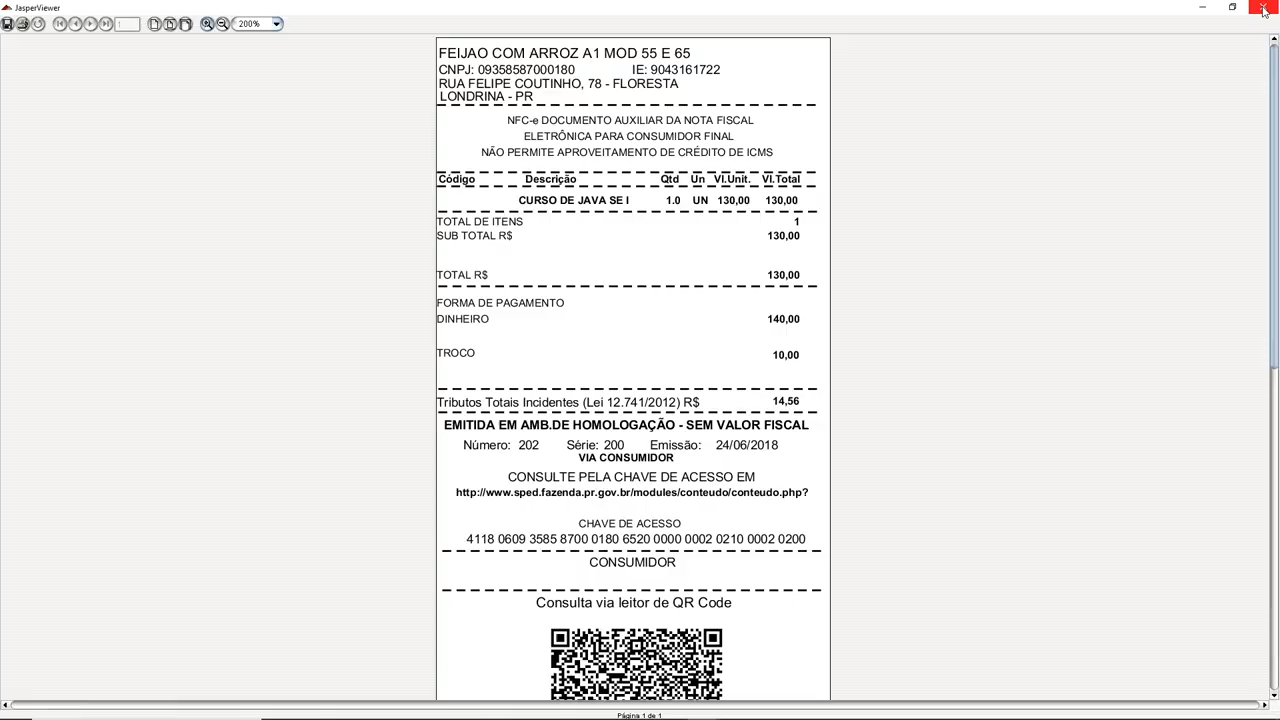 JasperViewer
1 200%
FEIJAO COM ARROZ A1 MOD 55 E 65
CNPJ: 09358587000180 IE: 9043161722
RUA FELIPE COUTINHO, 78 - FLORESTA
LONDRINA - PR
NFC-e DOCUMENTO AUXILIAR DA NOTA FISCAL
ELETRÔNICA PARA CONSUMIDOR FINAL
NÃO PERMITE APROVEITAMENTO DE CRÉDITO DE ICMS
Código Descrição Qtd Un Vl.Unit. Vl.Total
CURSO DE JAVA SE I 1.0 UN 130,00 130,00
TOTAL DE ITENS 1
SUB TOTAL R$ 130,00
TOTAL R$ 130,00
FORMA DE PAGAMENTO
DINHEIRO 140,00
TROCO 10,00
Tributos Totais Incidentes (Lei 12.741/2012) R$ 14,56
EMITIDA EM AMB.DE HOMOLOGAÇÃO - SEM VALOR FISCAL
Número: 202 Série: 200 Emissão: 24/06/2018
VIA CONSUMIDOR
CONSULTE PELA CHAVE DE ACESSO EM
http://www.sped.fazenda.pr.gov.br/modules/conteudo/conteudo.php?
CHAVE DE ACESSO
4118 0609 3585 8700 0180 6520 0000 0002 0210 0002 0200
CONSUMIDOR
Consulta via leitor de QR Code
Página 1 de 1